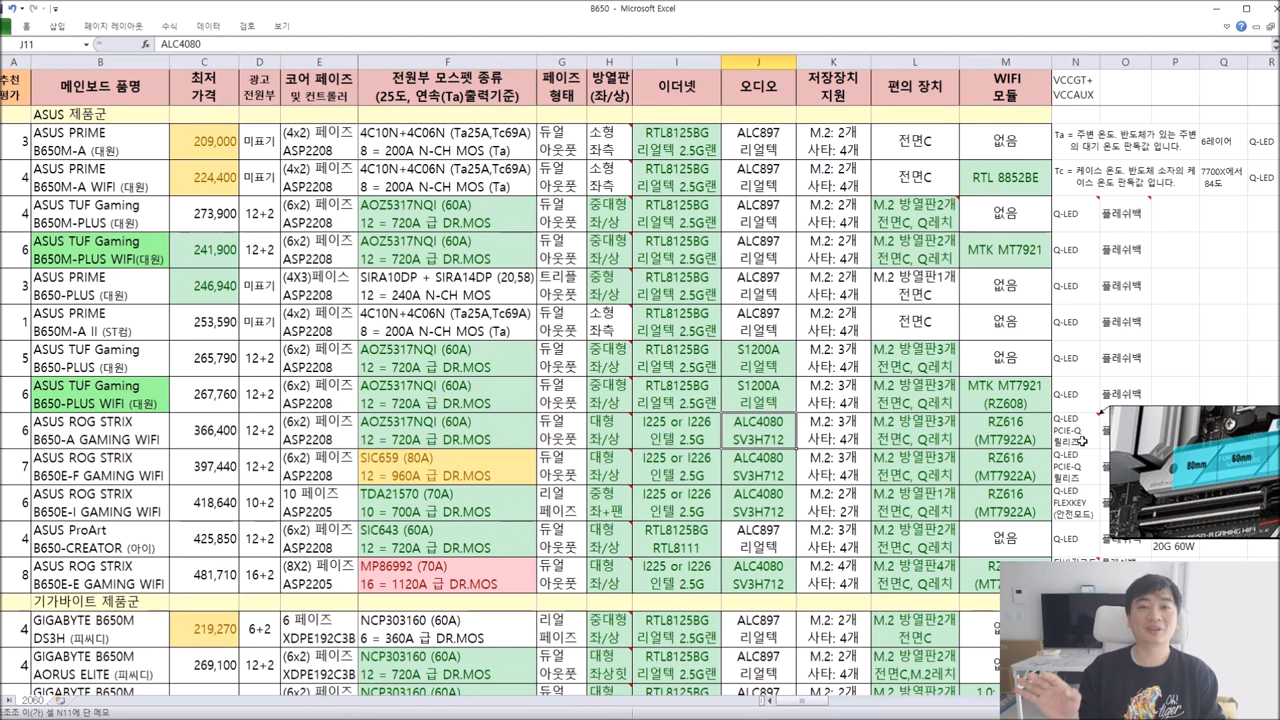 B650 - Microsoft Excel
홈 삽입 페이지 레이아웃 수식 데이터 검토 보기
J11 fx ALC4080
A B C D E F G H I J K L M N O P Q R
추천 평가 메인보드 품명 최저 가격 광고 전원부 코어 페이즈 및 컨트롤러 전원부 모스펫 종류 (25도, 연속(Ta)출력기준) 페이즈 형태 방열판 (좌/상) 이더넷 오디오 저장장치 지원 편의 장치 WIFI 모듈 VCCGT+ VCCAUX
ASUS 제품군
3 ASUS PRIME 209,000 미표기 (4x2) 페이즈 4C10N+4C06N (Ta25A,Tc69A) 듀얼 소형 RTL8125BG ALC897 M.2: 2개 전면C 없음 Ta = 주변 온도. 반도체가 있는 주변 6레이어 Q-LED
B650M-A (대원) ASP2208 8 = 200A N-CH MOS (Ta) 아웃풋 좌측 리얼텍 2.5G랜 리얼텍 사타: 4개 의 대기 온도 판독값 입니다.
4 ASUS PRIME 224,400 미표기 (4x2) 페이즈 4C10N+4C06N (Ta25A,Tc69A) 듀얼 소형 RTL8125BG ALC897 M.2: 2개 전면C RTL 8852BE Tc = 케이스 온도. 반도체 소자의 케 7700X에서 Q-LED
B650M-A WIFI (대원) ASP2208 8 = 200A N-CH MOS (Ta) 아웃풋 좌측 리얼텍 2.5G랜 리얼텍 사타: 4개 이스 온도 판독값 입니다. 84도
4 ASUS TUF Gaming 273,900 12+2 (6x2) 페이즈 AOZ5317NQI (60A) 듀얼 중대형 RTL8125BG ALC897 M.2: 2개 M.2 방열판2개 없음 Q-LED 플레쉬백
B650M-PLUS (대원) ASP2208 12 = 720A 급 DR.MOS 아웃풋 좌/상 리얼텍 2.5G랜 리얼텍 사타: 4개 전면C, Q레치
6 ASUS TUF Gaming 241,900 12+2 (6x2) 페이즈 AOZ5317NQI (60A) 듀얼 중대형 RTL8125BG ALC897 M.2: 2개 M.2 방열판2개 MTK MT7921 Q-LED 플레쉬백
B650M-PLUS WIFI(대원) ASP2208 12 = 720A 급 DR.MOS 아웃풋 좌/상 리얼텍 2.5G랜 리얼텍 사타: 4개 전면C, Q레치
3 ASUS PRIME 246,940 미표기 (4X3)페이스 SIRA10DP + SIRA14DP (20,58) 트리플 중형 RTL8125BG ALC897 M.2: 2개 M.2 방열판1개 없음 Q-LED 플레쉬백
B650-PLUS (대원) ASP2208 12 = 240A N-CH MOS 아웃풋 좌/상 리얼텍 2.5G랜 리얼텍 사타: 4개 전면C
1 ASUS PRIME 253,590 미표기 (4x2) 페이즈 4C10N+4C06N (Ta25A,Tc69A) 듀얼 소형 RTL8125BG ALC897 M.2: 2개 전면C 없음 Q-LED 플레쉬백
B650M-A II (ST컴) ASP2208 8 = 200A N-CH MOS (Ta) 아웃풋 좌측 리얼텍 2.5G랜 리얼텍 사타: 4개
5 ASUS TUF Gaming 265,790 12+2 (6x2) 페이즈 AOZ5317NQI (60A) 듀얼 중대형 RTL8125BG S1200A M.2: 3개 M.2 방열판3개 없음 Q-LED 플레쉬백
B650-PLUS (대원) ASP2208 12 = 720A 급 DR.MOS 아웃풋 좌/상 리얼텍 2.5G랜 리얼텍 사타: 4개 전면C, Q레치
6 ASUS TUF Gaming 267,760 12+2 (6x2) 페이즈 AOZ5317NQI (60A) 듀얼 중대형 RTL8125BG S1200A M.2: 3개 M.2 방열판3개 MTK MT7921 Q-LED 플레쉬백
B650-PLUS WIFI (대원) ASP2208 12 = 720A 급 DR.MOS 아웃풋 좌/상 리얼텍 2.5G랜 리얼텍 사타: 4개 전면C, Q레치 (RZ608)
6 ASUS ROG STRIX 366,400 12+2 (6x2) 페이즈 AOZ5317NQI (60A) 듀얼 대형 I225 or I226 ALC4080 M.2: 3개 M.2 방열판3개 RZ616 Q-LED PCIE-Q 릴리즈
B650-A GAMING WIFI ASP2208 12 = 720A 급 DR.MOS 아웃풋 좌/상 인텔 2.5G SV3H712 사타: 4개 전면C, Q레치 (MT7922A)
7 ASUS ROG STRIX 397,440 12+2 (6x2) 페이즈 SIC659 (80A) 듀얼 대형 I225 or I226 ALC4080 M.2: 3개 M.2 방열판3개 RZ616 Q-LED PCIE-Q 릴리즈
B650E-F GAMING WIFI ASP2208 12 = 960A 급 DR.MOS 아웃풋 좌/상 인텔 2.5G SV3H712 사타: 4개 전면C, Q레치 (MT7922A)
6 ASUS ROG STRIX 418,640 10+2 10 페이즈 TDA21570 (70A) 리얼 중형 I225 or I226 ALC4080 M.2: 2개 M.2 방열판1개 RZ616 Q-LED FLEXKEY (안전모드)
B650E-I GAMING WIFI ASP2208 10 = 700A 급 DR.MOS 페이즈 좌+팬 인텔 2.5G SV3H712 사타: 4개 전면C, Q레치 (MT7922A)
4 ASUS ProArt 425,850 12+2 (6x2) 페이즈 SIC643 (60A) 듀얼 대형 RTL8125BG ALC897 M.2: 3개 M.2 방열판3개 없음 Q-LED
B650-CREATOR (아이) ASP2208 12 = 720A 급 DR.MOS 아웃풋 좌/상 RTL8111 리얼텍 사타: 4개 전면C, Q레치 20G 60W
8 ASUS ROG STRIX 481,710 16+2 (8X2) 페이즈 MP86992 (70A) 듀얼 대형 I225 or I226 ALC4080 M.2: 4개 M.2 방열판4개 RZ616
B650E-E GAMING WIFI ASP2205 16 = 1120A 급 DR.MOS 아웃풋 좌/상 인텔 2.5G SV3H712 사타: 4개 전면C, Q레치
기가바이트 제품군
4 GIGABYTE B650M 219,270 6+2 6 페이즈 NCP303160 (60A) 리얼 중대형 RTL8125BG ALC897 M.2: 2개 M.2 방열판2개
DS3H (피씨디) XDPE192C3B 6 = 360A 급 DR.MOS 페이즈 좌/상 리얼텍 2.5G랜 리얼텍 사타: 4개 전면C
4 GIGABYTE B650M 269,100 12+2 (6x2) 페이즈 NCP303160 (60A) 듀얼 대형 RTL8125BG ALC897 M.2: 2개 M.2 방열판2개
AORUS ELITE (피씨디) XDPE192C3B 12 = 720A 급 DR.MOS 아웃풋 좌/상힛 리얼텍 2.5G랜 리얼텍 사타: 4개 전면C,M.2레치
GIGABYTE B650M (6x2) 페이즈 NCP303160 (60A) 듀얼 대형 RTL8125BG ALC897 M.2: 2개 M.2 방열판2개
80mm 60mm
Oh! tiger
2060